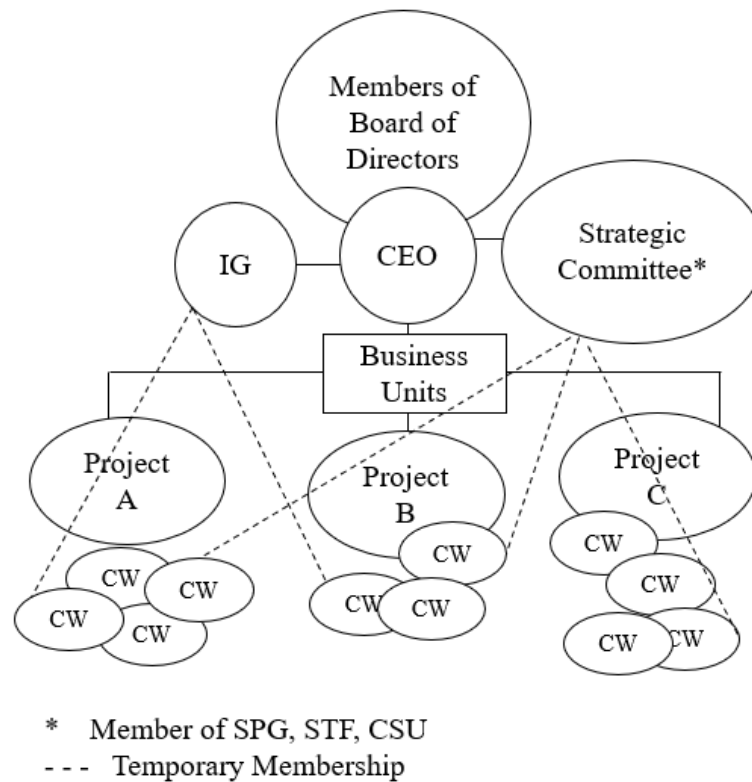 Members of
Board of
Directors
IG
CEO
Strategic
Committee*
Business
Units
Project
A
Project
B
Project
C
CW
CW
CW
CW
CW
CW
CW
CW
CW
CW
CW
* Member of SPG, STF, CSU
--- Temporary Membership